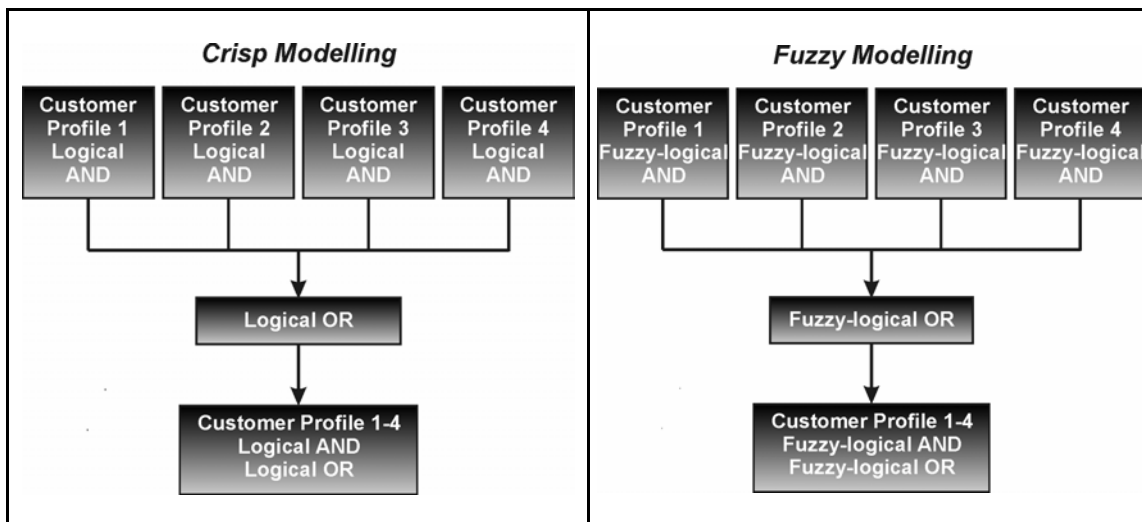 Crisp Modelling
Customer
Profile 1
Logical
AND
Customer
Profile 2
Logical
AND
Customer
Profile 3
Logical
AND
Customer
Profile 4
Logical
AND
Logical OR
Customer Profile 1-4
Logical AND
Logical OR
Fuzzy Modelling
Customer
Profile 1
Fuzzy-logical
AND
Customer
Profile 2
Fuzzy-logical
AND
Customer
Profile 3
Fuzzy-logical
AND
Customer
Profile 4
Fuzzy-logical
AND
Fuzzy-logical OR
Customer Profile 1-4
Fuzzy-logical AND
Fuzzy-logical OR